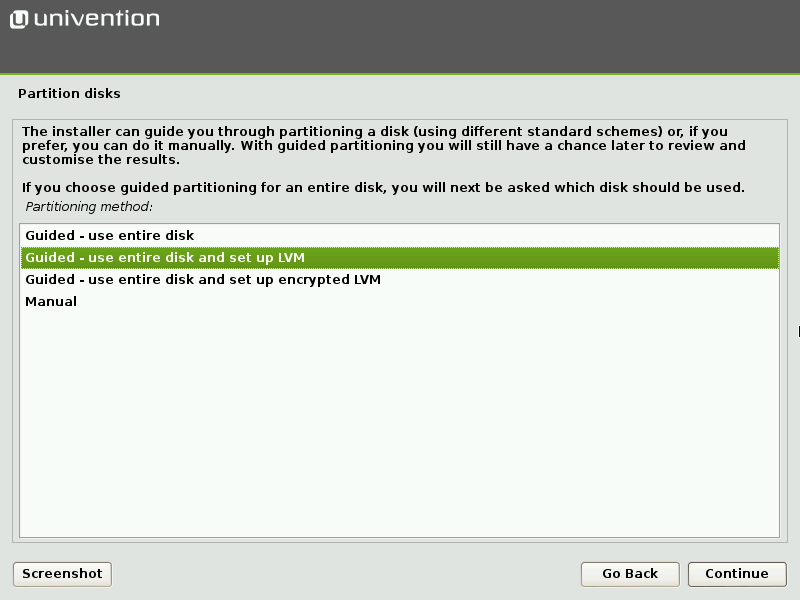 univention
Partition disks
The installer can guide you through partitioning a disk (using different standard schemes) or, if you
prefer, you can do it manually. With guided partitioning you will still have a chance later to review and
customise the results.
If you choose guided partitioning for an entire disk, you will next be asked which disk should be used.
Partitioning method:
Guided - use entire disk
Guided - use entire disk and set up LVM
Guided - use entire disk and set up encrypted LVM
Manual
Screenshot
Go Back
Continue